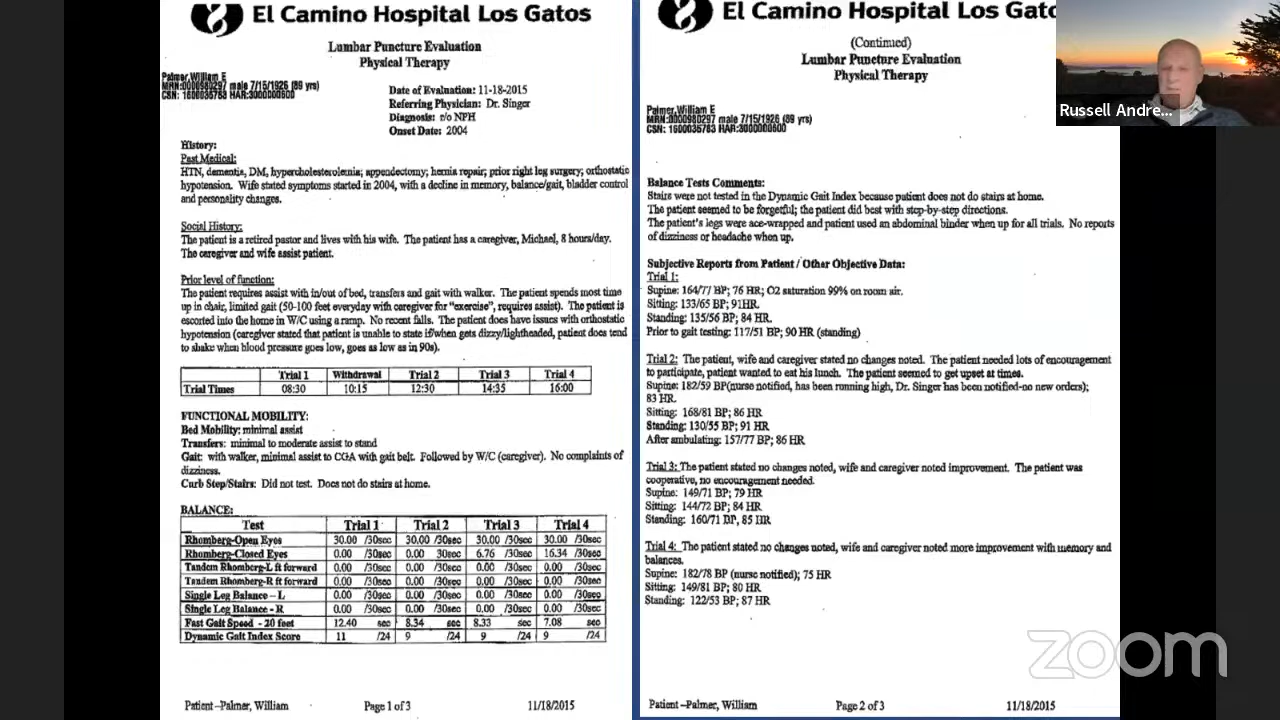 El Camino Hospital Los Gatos
Lumbar Puncture Evaluation
Physical Therapy
Palmer,William E
MRN:0000980297 male 7/15/1926 (89 yrs)
CSN: 1600035763 HAR:3000000600
Date of Evaluation: 11-18-2015
Referring Physician: Dr. Singer
Diagnosis: r/o NPH
Onset Date: 2004
History:
Past Medical:
HTN, dementia, DM, hypercholesterolemia; appendectomy; hernia repair; prior right leg surgery; orthostatic
hypotension. Wife stated symptoms started in 2004, with a decline in memory, balance/gait, bladder control
and personality changes.
Social History:
The patient is a retired pastor and lives with his wife. The patient has a caregiver, Michael, 8 hours/day.
The caregiver and wife assist patient.
Prior level of function:
The patient requires assist with in/out of bed, transfers and gait with walker. The patient spends most time
up in chair, limited gait (50-100 feet everyday with caregiver for "exercise", requires assist). The patient is
escorted into the home in W/C using a ramp. No recent falls. The patient does have issues with orthostatic
hypotension (caregiver stated that patient is unable to state if/when gets dizzy/lightheaded, patient does tend
to shake when blood pressure goes low, goes as low as in 90s).
Trial 1 Withdrawal Trial 2 Trial 3 Trial 4
Trial Times 08:30 10:15 12:30 14:35 16:00
FUNCTIONAL MOBILITY:
Bed Mobility: minimal assist
Transfers: minimal to moderate assist to stand
Gait: with walker, minimal assist to CGA with gait belt. Followed by W/C (caregiver). No complaints of
dizziness.
Curb Step/Stairs: Did not test. Does not do stairs at home.
BALANCE:
Test Trial 1 Trial 2 Trial 3 Trial 4
Rhomberg-Open Eyes 30.00 /30sec 30.00 /30sec 30.00 /30sec 30.00 /30sec
Rhomberg-Closed Eyes 0.00 /30sec 0.00 30sec 6.76 /30sec 16.34 /30sec
Tandem Rhomberg-L ft forward 0.00 /30sec 0.00 /30sec 0.00 /30sec 0.00 /30sec
Tandem Rhomberg-R ft forward 0.00 /30sec 0.00 /30sec 0.00 /30sec 0.00 /30sec
Single Leg Balance – L 0.00 /30sec 0.00 /30sec 0.00 /30sec 0.00 /30sec
Single Leg Balance - R 0.00 /30sec 0.00 /30sec 0.00 /30sec 0.00 /30sec
Fast Gait Speed - 20 feet 12.40 sec 8.34 sec 8.33 sec 7.08 sec
Dynamic Gait Index Score 11 /24 9 /24 9 /24 9 /24
Patient –Palmer, William Page 1 of 3 11/18/2015
El Camino Hospital Los Gato
(Continued)
Lumbar Puncture Evaluation
Physical Therapy
Palmer,William E
MRN:0000980297 male 7/15/1926 (89 yrs)
CSN: 1600035763 HAR:3000000600
Balance Tests Comments:
Stairs were not tested in the Dynamic Gait Index because patient does not do stairs at home.
The patient seemed to be forgetful; the patient did best with step-by-step directions.
The patient's legs were ace-wrapped and patient used an abdominal binder when up for all trials. No reports
of dizziness or headache when up.
Subjective Reports from Patient / Other Objective Data:
Trial 1:
Supine: 164/77 BP; 76 HR; O2 saturation 99% on room air.
Sitting: 133/65 BP; 91HR.
Standing: 135/56 BP; 84 HR.
Prior to gait testing: 117/51 BP; 90 HR (standing)
Trial 2: The patient, wife and caregiver stated no changes noted. The patient needed lots of encouragement
to participate, patient wanted to eat his lunch. The patient seemed to get upset at times.
Supine: 182/59 BP(nurse notified, has been running high, Dr. Singer has been notified-no new orders);
83 HR.
Sitting: 168/81 BP; 86 HR
Standing: 130/55 BP; 91 HR
After ambulating: 157/77 BP; 86 HR
Trial 3: The patient stated no changes noted, wife and caregiver noted improvement. The patient was
cooperative, no encouragement needed.
Supine: 149/71 BP; 79 HR
Sitting: 144/72 BP; 84 HR
Standing: 160/71 BP, 85 HR
Trial 4: The patient stated no changes noted, wife and caregiver noted more improvement with memory and
balances.
Supine: 182/78 BP (nurse notified); 75 HR
Sitting: 149/81 BP; 80 HR
Standing: 122/53 BP; 87 HR
Patient –Palmer, William Page 2 of 3 11/18/2015
Russell Andre...
zoom